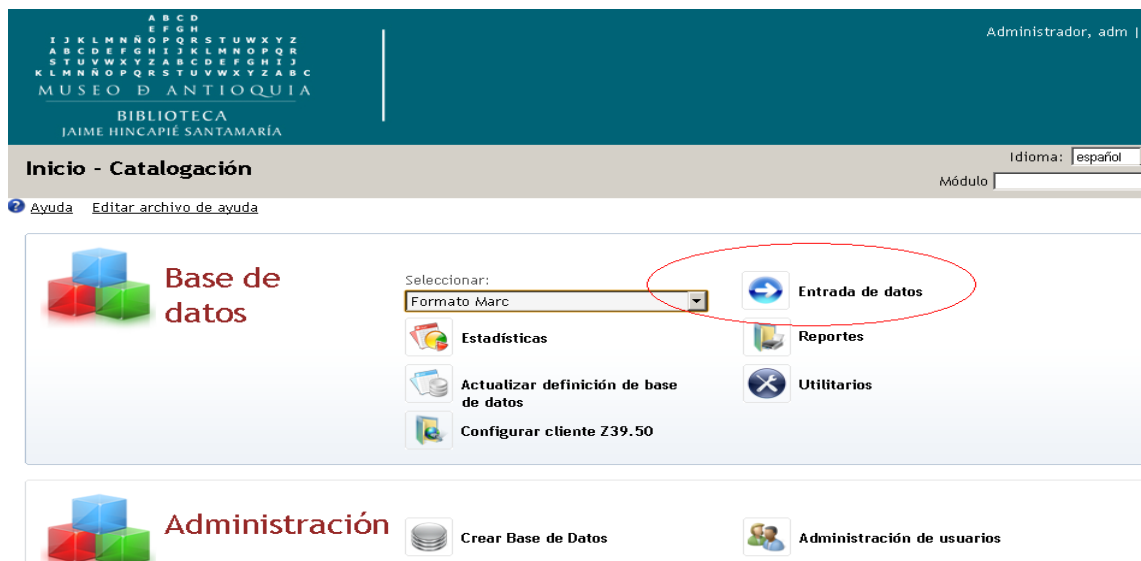 A B C D
E F G H
I J K L M N Ñ O P Q R S T U W X Y Z
A B C D E F G H I J K L M N O P Q R
S T U V W X Y Z A B C D E F G H I J
K L M N Ñ O P Q R S T U V W X Y Z A B C
MUSEO Ð ANTIOQUIA
BIBLIOTECA
JAIME HINCAPIÉ SANTAMARÍA
Administrador, adm |
Inicio - Catalogación
Idioma: español
Módulo
? Ayuda Editar archivo de ayuda
Base de
datos
Seleccionar:
Formato Marc
Entrada de datos
Estadísticas
Reportes
Actualizar definición de base
de datos
Utilitarios
Configurar cliente Z39.50
Administración
Crear Base de Datos
Administración de usuarios